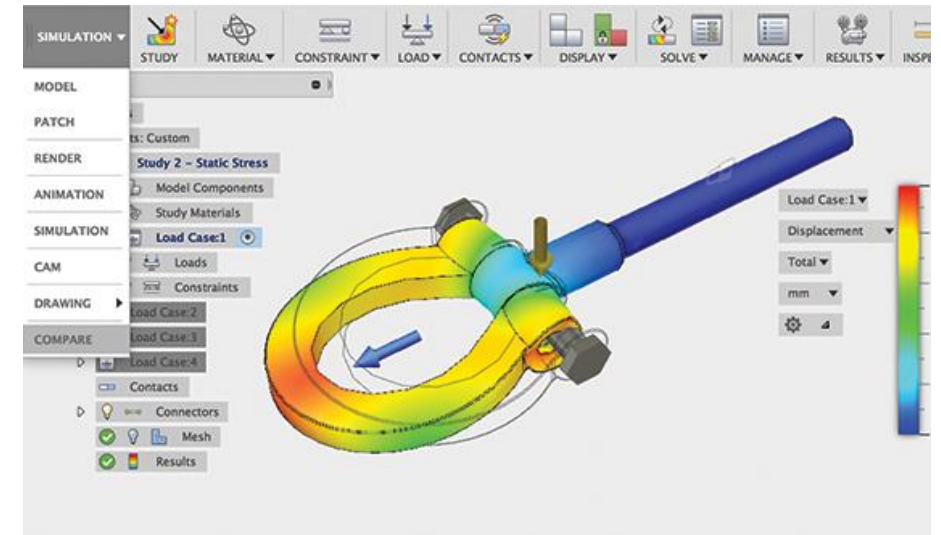 SIMULATION
STUDY
MATERIAL
CONSTRAINT
LOAD
CONTACTS
DISPLAY
SOLVE
MANAGE
RESULTS
MODEL
PATCH
RENDER
ANIMATION
SIMULATION
CAM
DRAWING
COMPARE
Custom
Study 2 – Static Stress
Model Components
Study Materials
Load Case:1
Loads
Constraints
Load Case:2
Load Case:3
Load Case:4
Contacts
Connectors
Mesh
Results
Load Case:1
Displacement
Total
mm